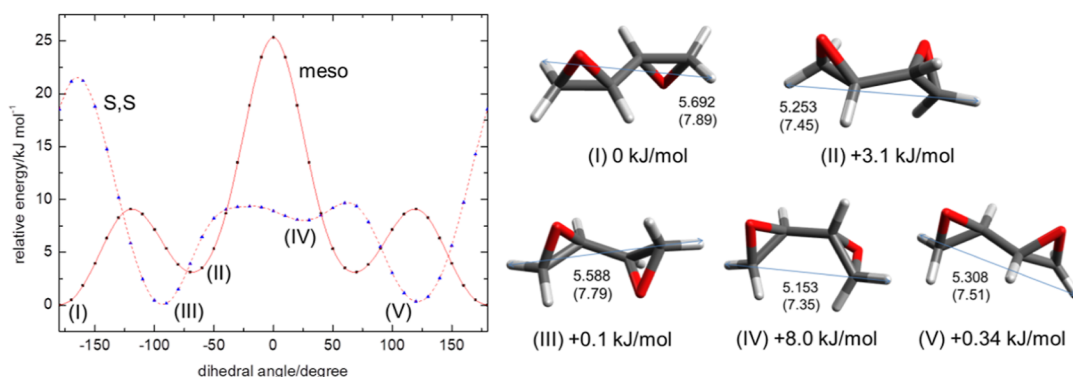 relative energy/kJ mol⁻¹
25
20
15
10
5
0
S,S
meso
(I)
(II)
(III)
(IV)
(V)
-150 -100 -50 0 50 100 150
dihedral angle/degree
5.692
(7.89)
(I) 0 kJ/mol
5.253
(7.45)
(II) +3.1 kJ/mol
5.588
(7.79)
(III) +0.1 kJ/mol
5.153
(7.35)
(IV) +8.0 kJ/mol
5.308
(7.51)
(V) +0.34 kJ/mol